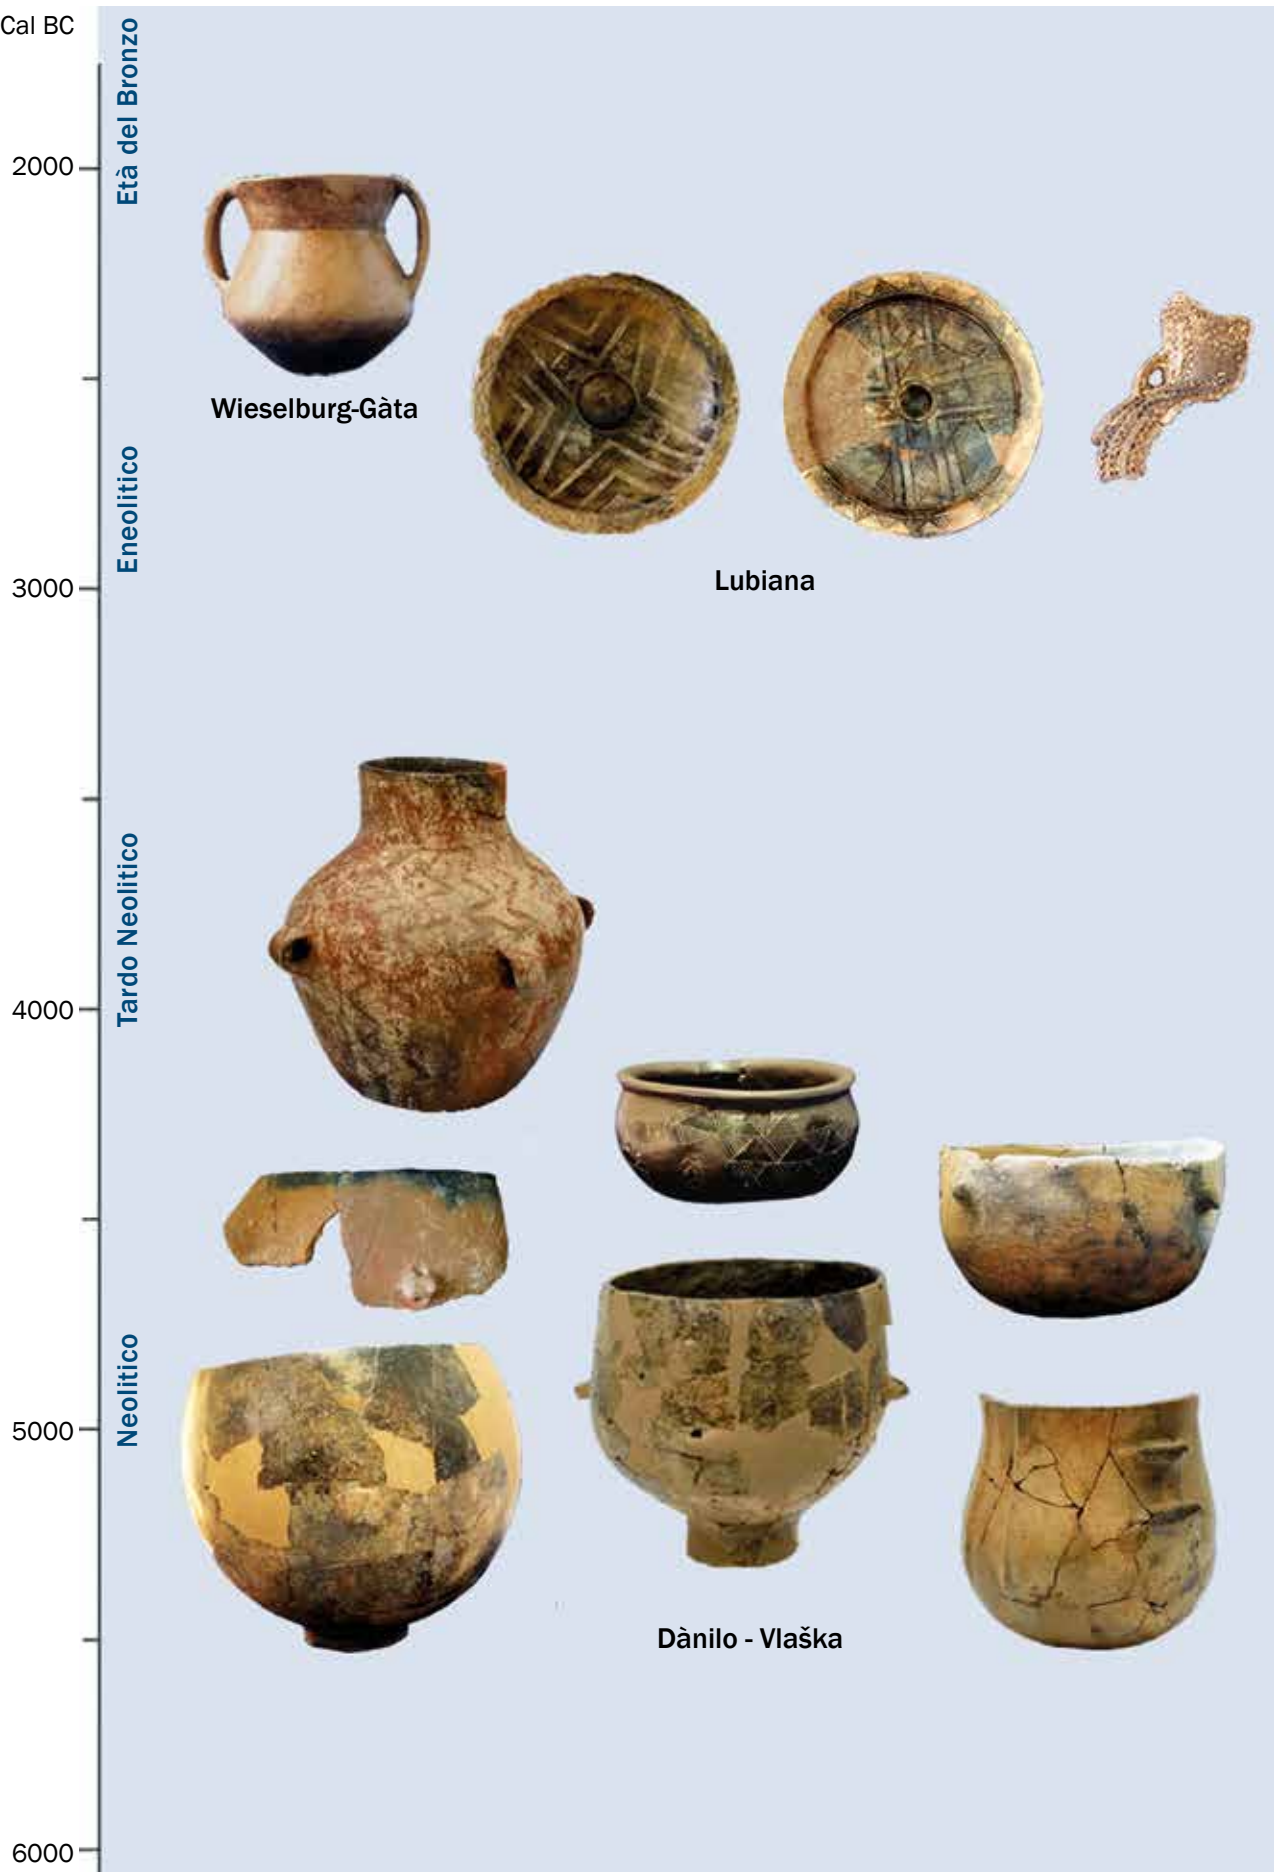 Cal BC
Età del Bronzo
2000
Wieselburg-Gàta
Eneolitico
Lubiana
3000
Tardo Neolitico
4000
Neolitico
5000
Dànilo - Vlaška
6000